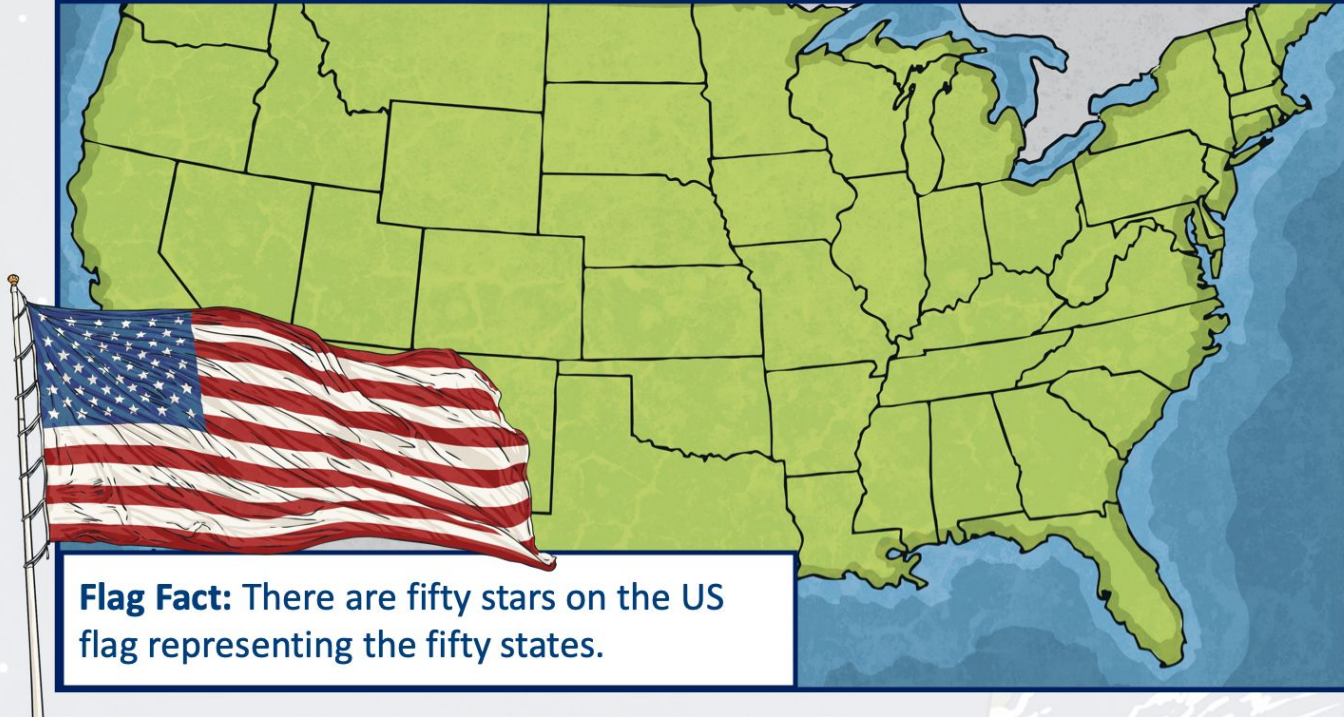 Flag Fact: There are fifty stars on the US
flag representing the fifty states.